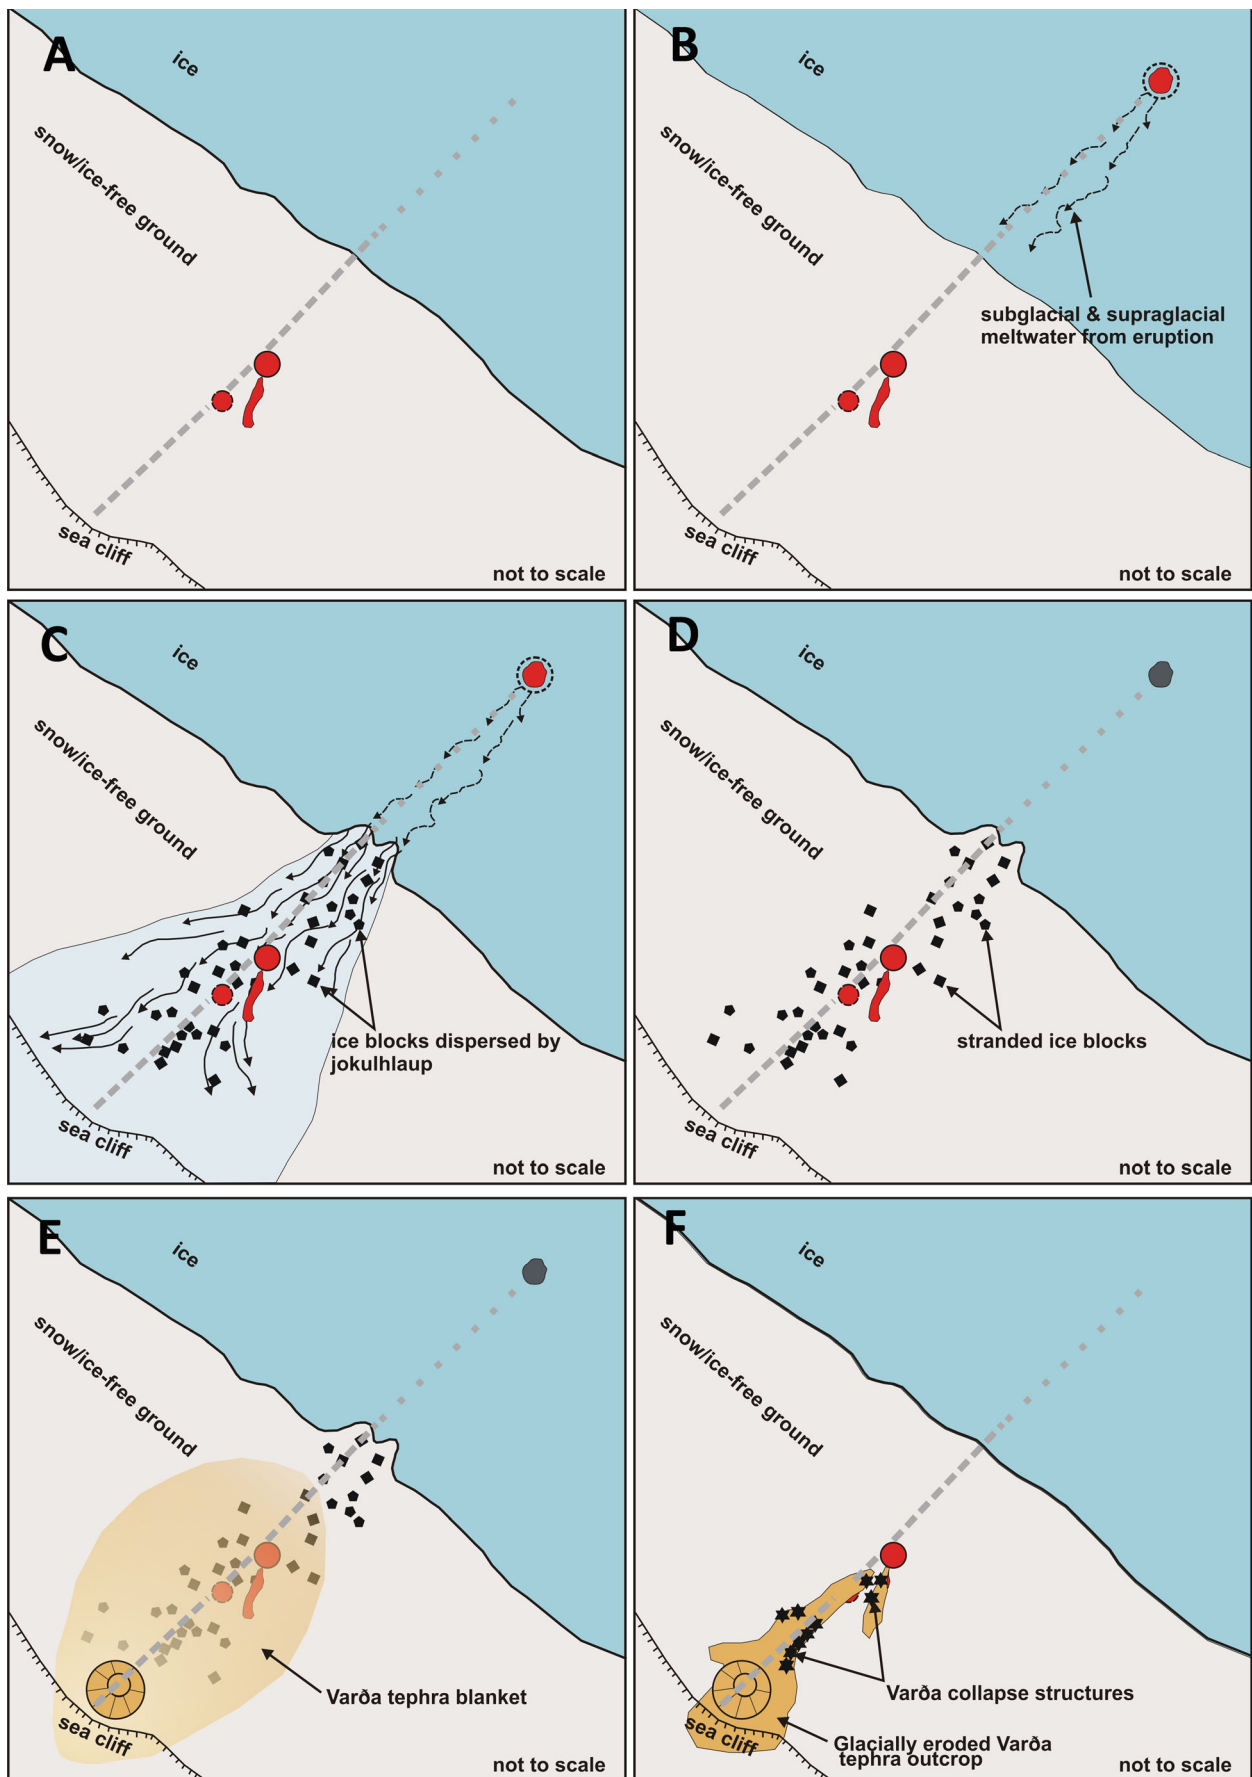 A
ice
snow/ice-free ground
sea cliff
not to scale
B
ice
snow/ice-free ground
subglacial & supraglacial
meltwater from eruption
sea cliff
not to scale
C
ice
snow/ice-free ground
ice blocks dispersed by
jokulhlaup
sea cliff
not to scale
D
ice
snow/ice-free ground
stranded ice blocks
sea cliff
not to scale
E
ice
snow/ice-free ground
Varða tephra blanket
sea cliff
not to scale
F
ice
snow/ice-free ground
Varða collapse structures
Glacially eroded Varða
tephra outcrop
sea cliff
not to scale